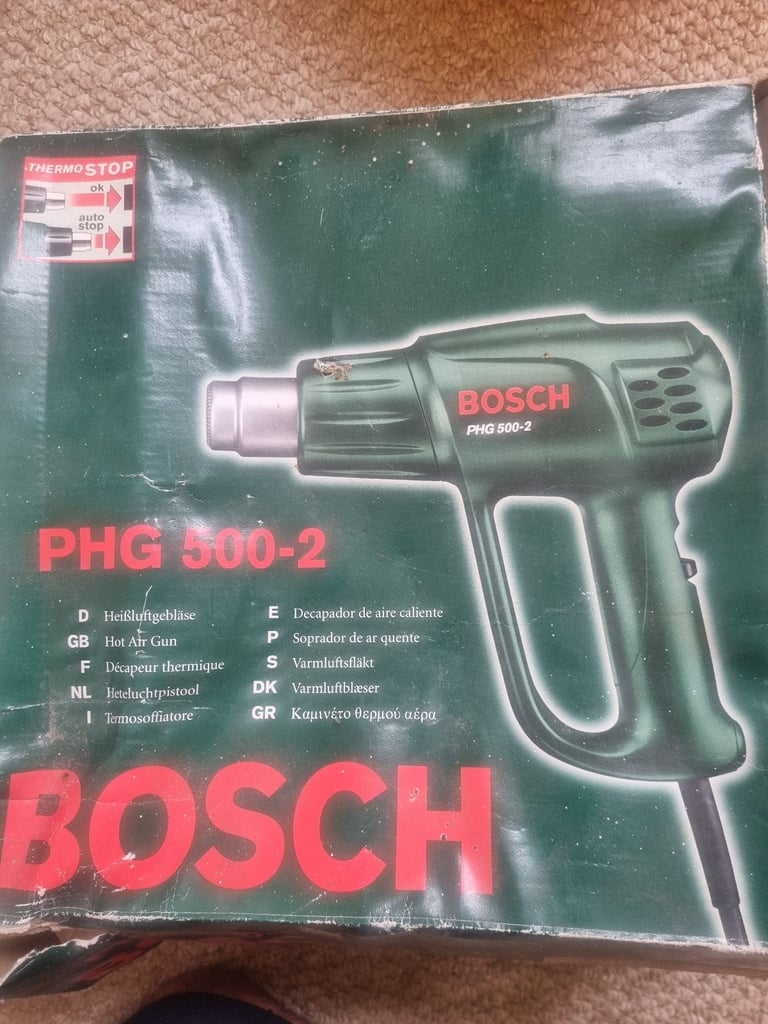 THERMO STOP
ok
auto
stop
BOSCH
PHG 500-2
PHG 500-2
D Heißluftgebläse
GB Hot Air Gun
F Décapeur thermique
NL Heteluchtpistool
I Termosoffiatore
E Decapador de aire caliente
P Soprador de ar quente
S Varmluftsfläkt
DK Varmluftblæser
GR Καμινέτο θερμού αέρα
BOSCH